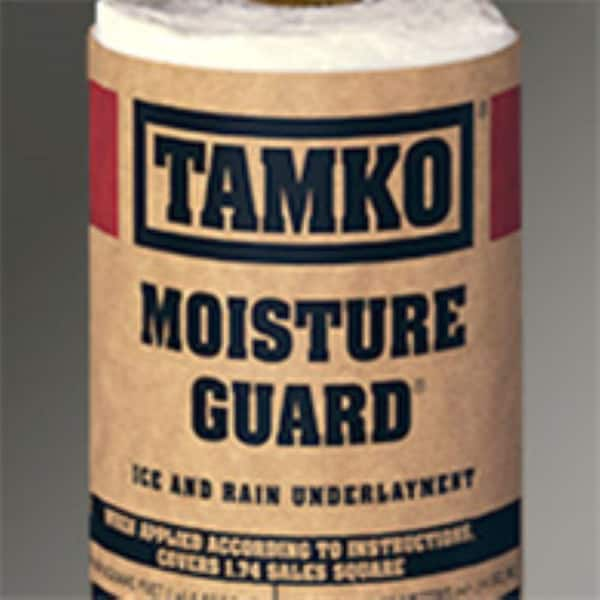 TAMKO®
MOISTURE
GUARD®
ICE AND RAIN UNDERLAYMENT
WHEN APPLIED ACCORDING TO INSTRUCTIONS,
COVERS 1.74 SALES SQUARE